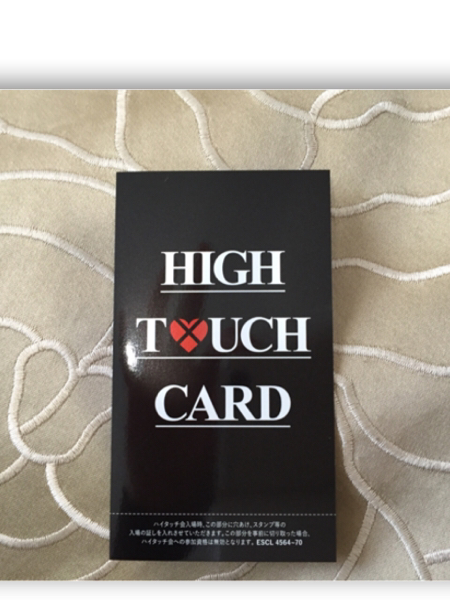 HIGH
TOUCH
CARD
ハイタッチ会入場時、この部分に穴あけ、スタンプ等の
入場の証しを入れさせていただきます。この部分を事前に切り取った場合、
ハイタッチ会への参加資格は無効となります。 ESCL 4564~70